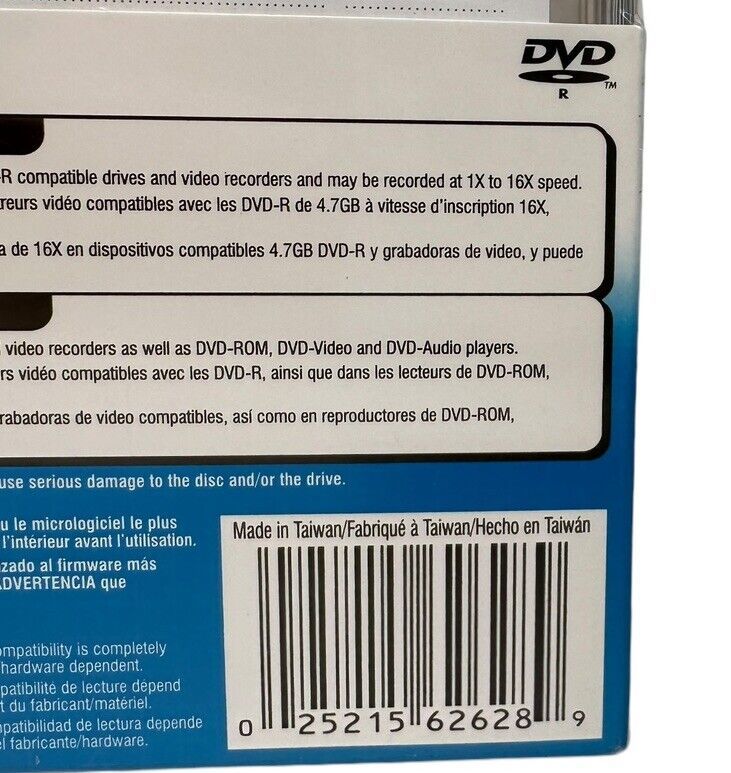 DVD
R
TM
-R compatible drives and video recorders and may be recorded at 1X to 16X speed.
reurs vidéo compatibles avec les DVD-R de 4.7GB à vitesse d'inscription 16X,
a de 16X en dispositivos compatibles 4.7GB DVD-R y grabadoras de video, y puede
video recorders as well as DVD-ROM, DVD-Video and DVD-Audio players.
rs vidéo compatibles avec les DVD-R, ainsi que dans les lecteurs de DVD-ROM,
rabadoras de video compatibles, así como en reproductores de DVD-ROM,
use serious damage to the disc and/or the drive.
u le micrologiciel le plus
l'intérieur avant l'utilisation.
zado al firmware más
ADVERTENCIA que
ompatibility is completely
/hardware dependent.
patibilité de lecture dépend
t du fabricant/matériel.
patibilidad de lectura depende
el fabricante/hardware.
Made in Taiwan/Fabriqué à Taiwan/Hecho en Taiwán
0 25215 62628 9